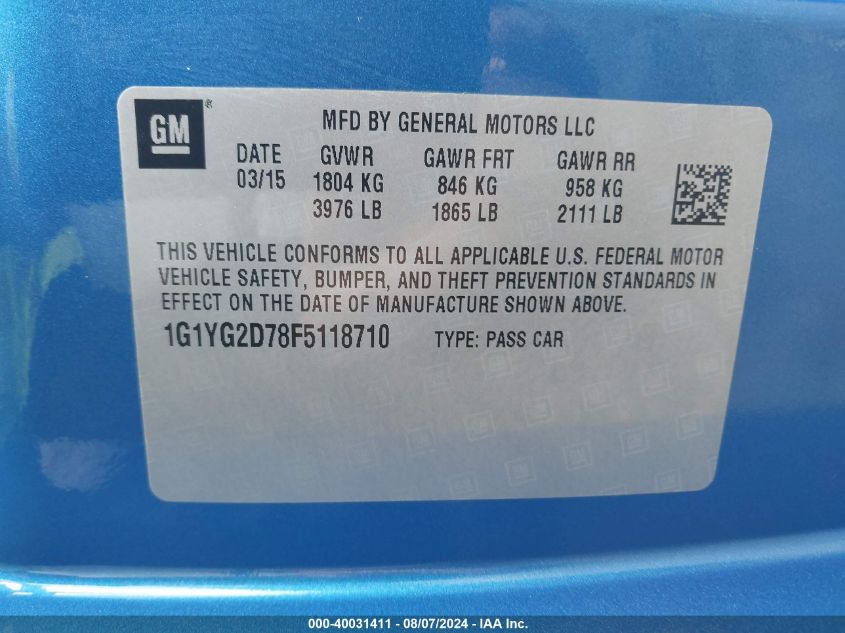 GM®
MFD BY GENERAL MOTORS LLC
DATE GVWR GAWR FRT GAWR RR
03/15 1804 KG 846 KG 958 KG
3976 LB 1865 LB 2111 LB
THIS VEHICLE CONFORMS TO ALL APPLICABLE U.S. FEDERAL MOTOR
VEHICLE SAFETY, BUMPER, AND THEFT PREVENTION STANDARDS IN
EFFECT ON THE DATE OF MANUFACTURE SHOWN ABOVE.
1G1YG2D78F5118710 TYPE: PASS CAR
000-40031411 - 08/07/2024 - IAA Inc.